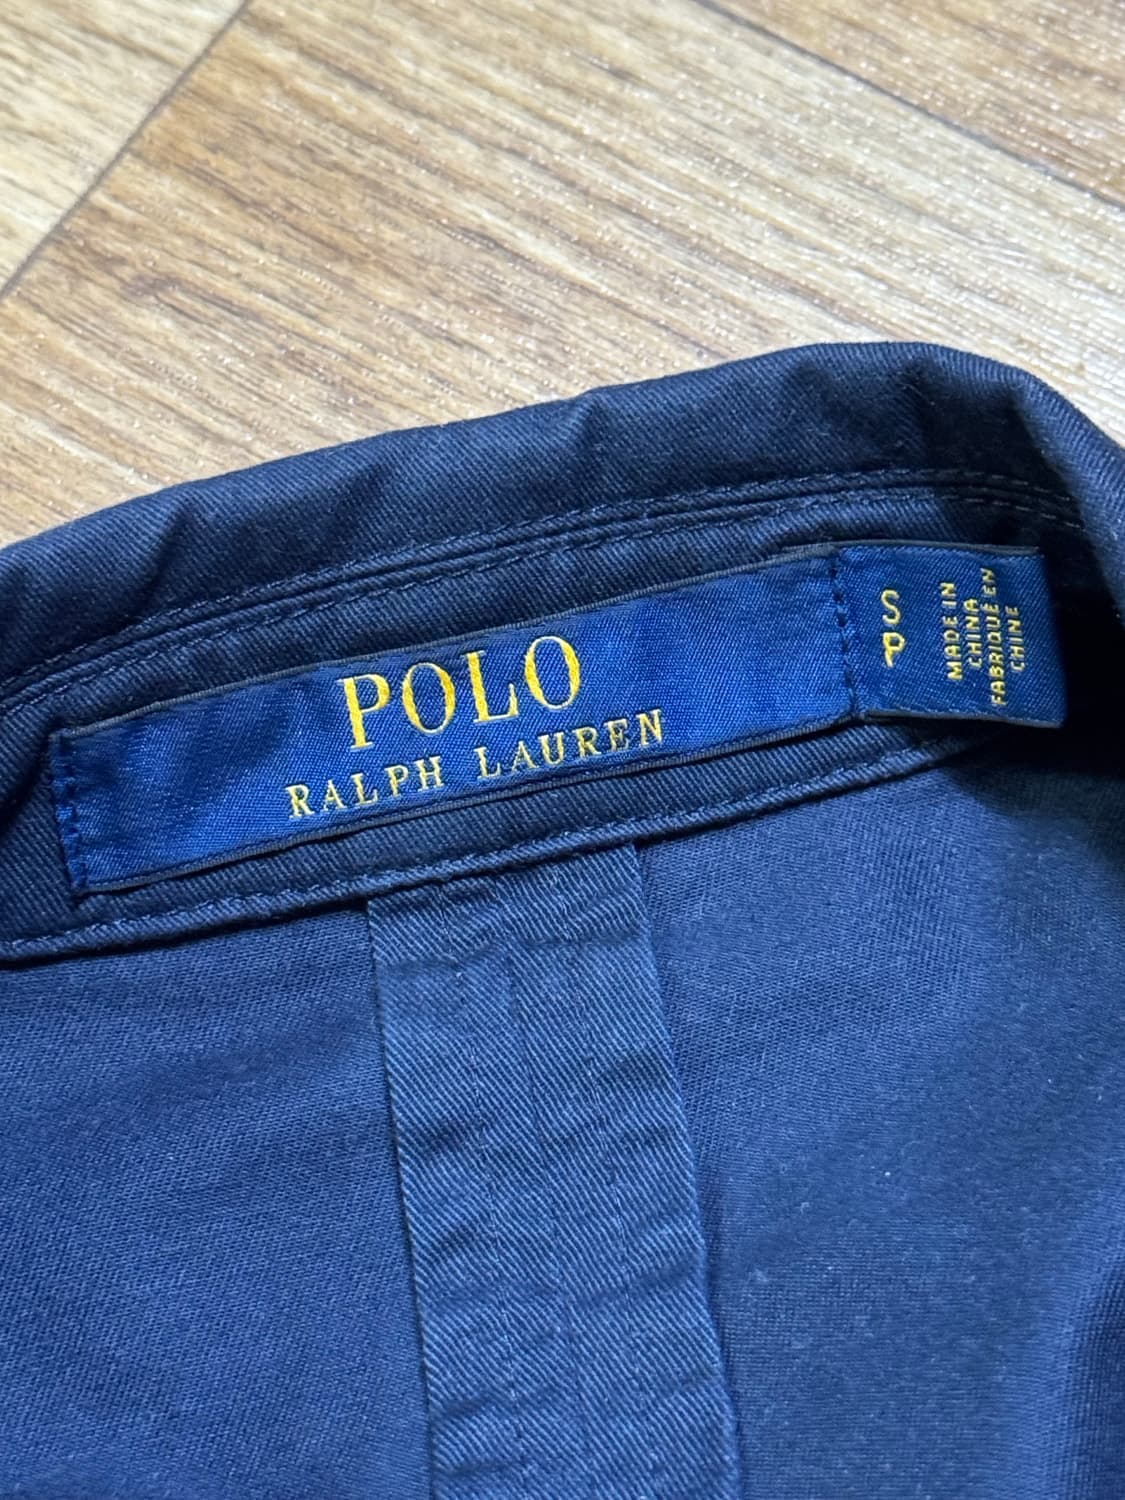 POLO
RALPH LAUREN
S
P
MADE IN
CHINA
FABRIQUÉ EN
CHINE